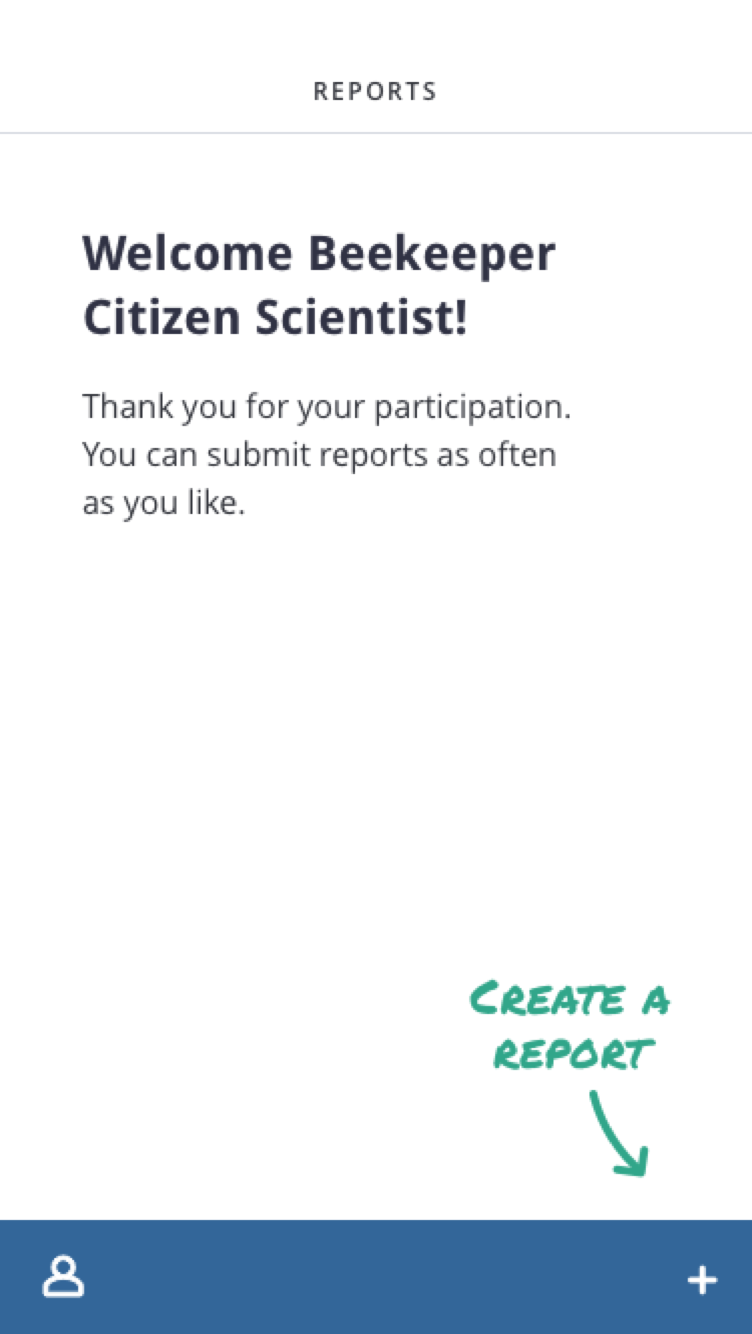 REPORTS
Welcome Beekeeper
Citizen Scientist!
Thank you for your participation.
You can submit reports as often
as you like.
CREATE A
REPORT